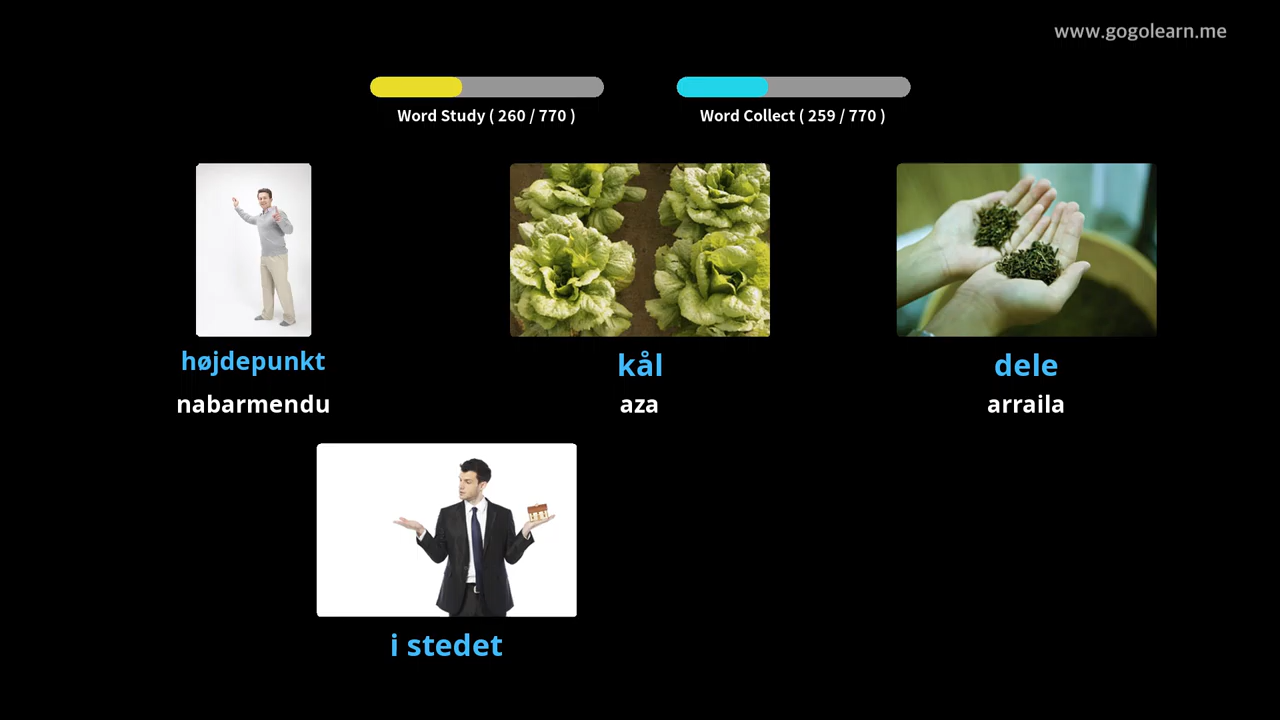 www.gogolearn.me
Word Study ( 260 / 770 )
Word Collect ( 259 / 770 )
højdepunkt
nabarmendu
kål
aza
dele
arraila
i stedet